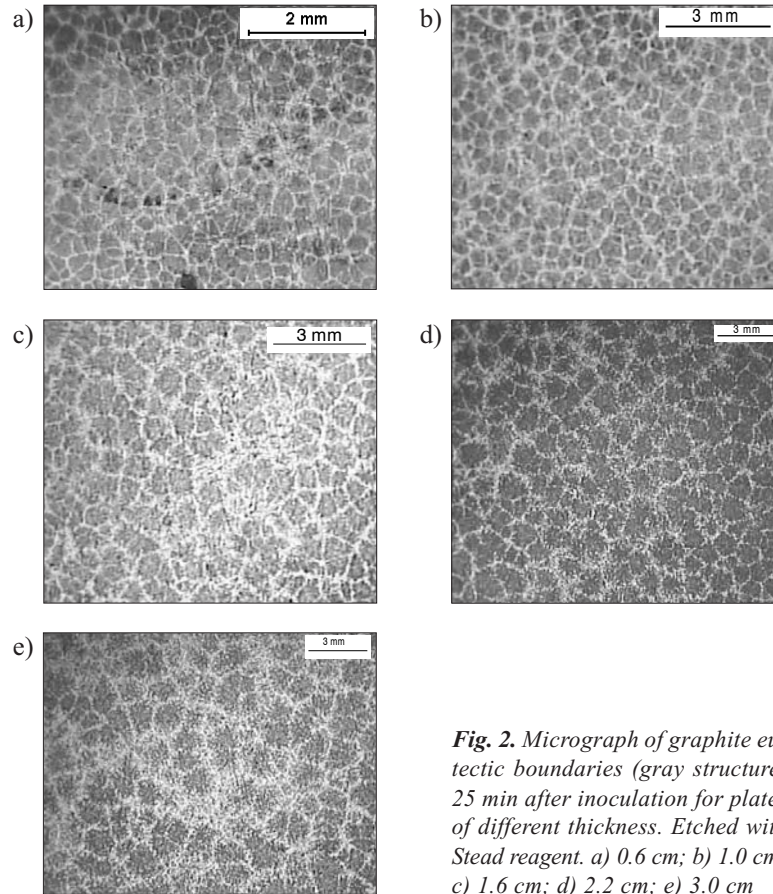 a)
2 mm
b)
3 mm
c)
3 mm
d)
3 mm
e)
3 mm
Fig. 2. Micrograph of graphite eu
tectic boundaries (gray structure
25 min after inoculation for plate
of different thickness. Etched wit
Stead reagent. a) 0.6 cm; b) 1.0 cm
c) 1.6 cm; d) 2.2 cm; e) 3.0 cm